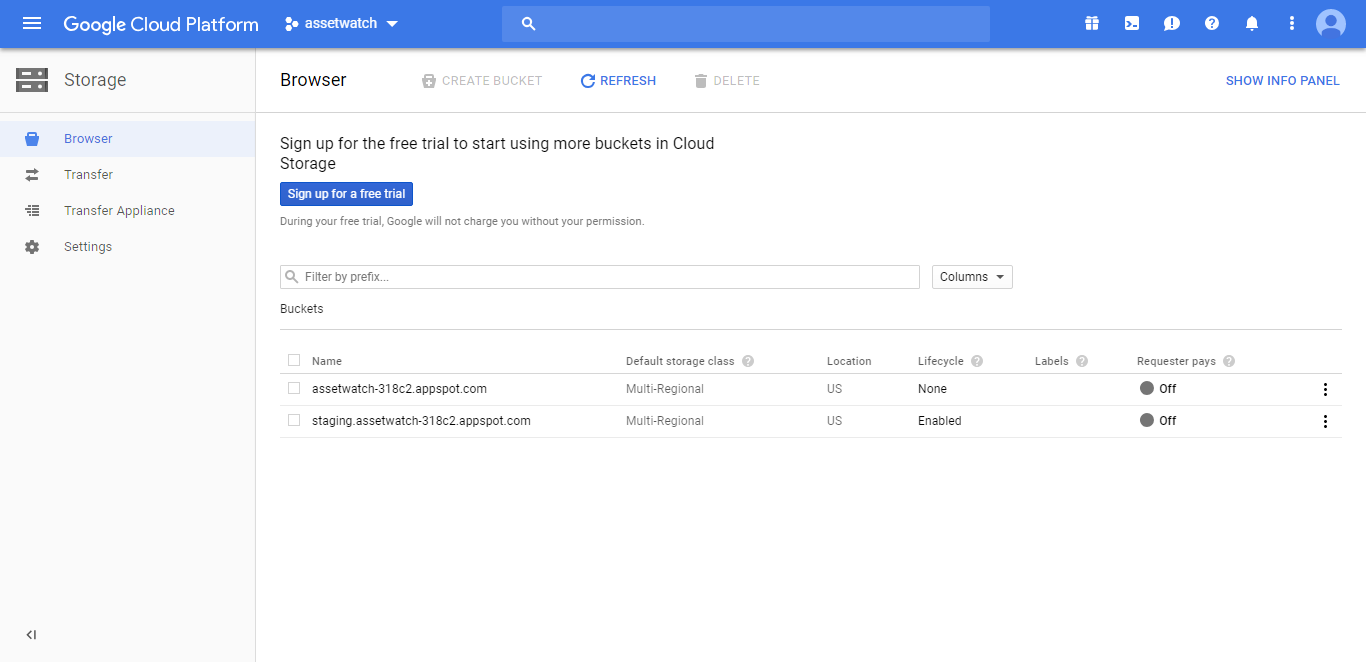 Google Cloud Platform assetwatch
Storage
Browser CREATE BUCKET REFRESH DELETE SHOW INFO PANEL
Browser
Transfer
Transfer Appliance
Settings
Sign up for the free trial to start using more buckets in Cloud
Storage
Sign up for a free trial
During your free trial, Google will not charge you without your permission.
Filter by prefix... Columns
Buckets
Name Default storage class Location Lifecycle Labels Requester pays
assetwatch-318c2.appspot.com Multi-Regional US None Off
staging.assetwatch-318c2.appspot.com Multi-Regional US Enabled Off